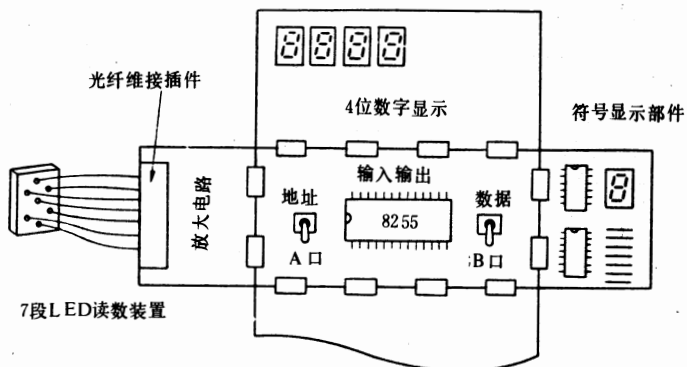 8888
光纤维接插件
4位数字显示
符号显示部件
放大电路
地址
输入输出
数据
8255
A口
B口
8
7段LED读数装置